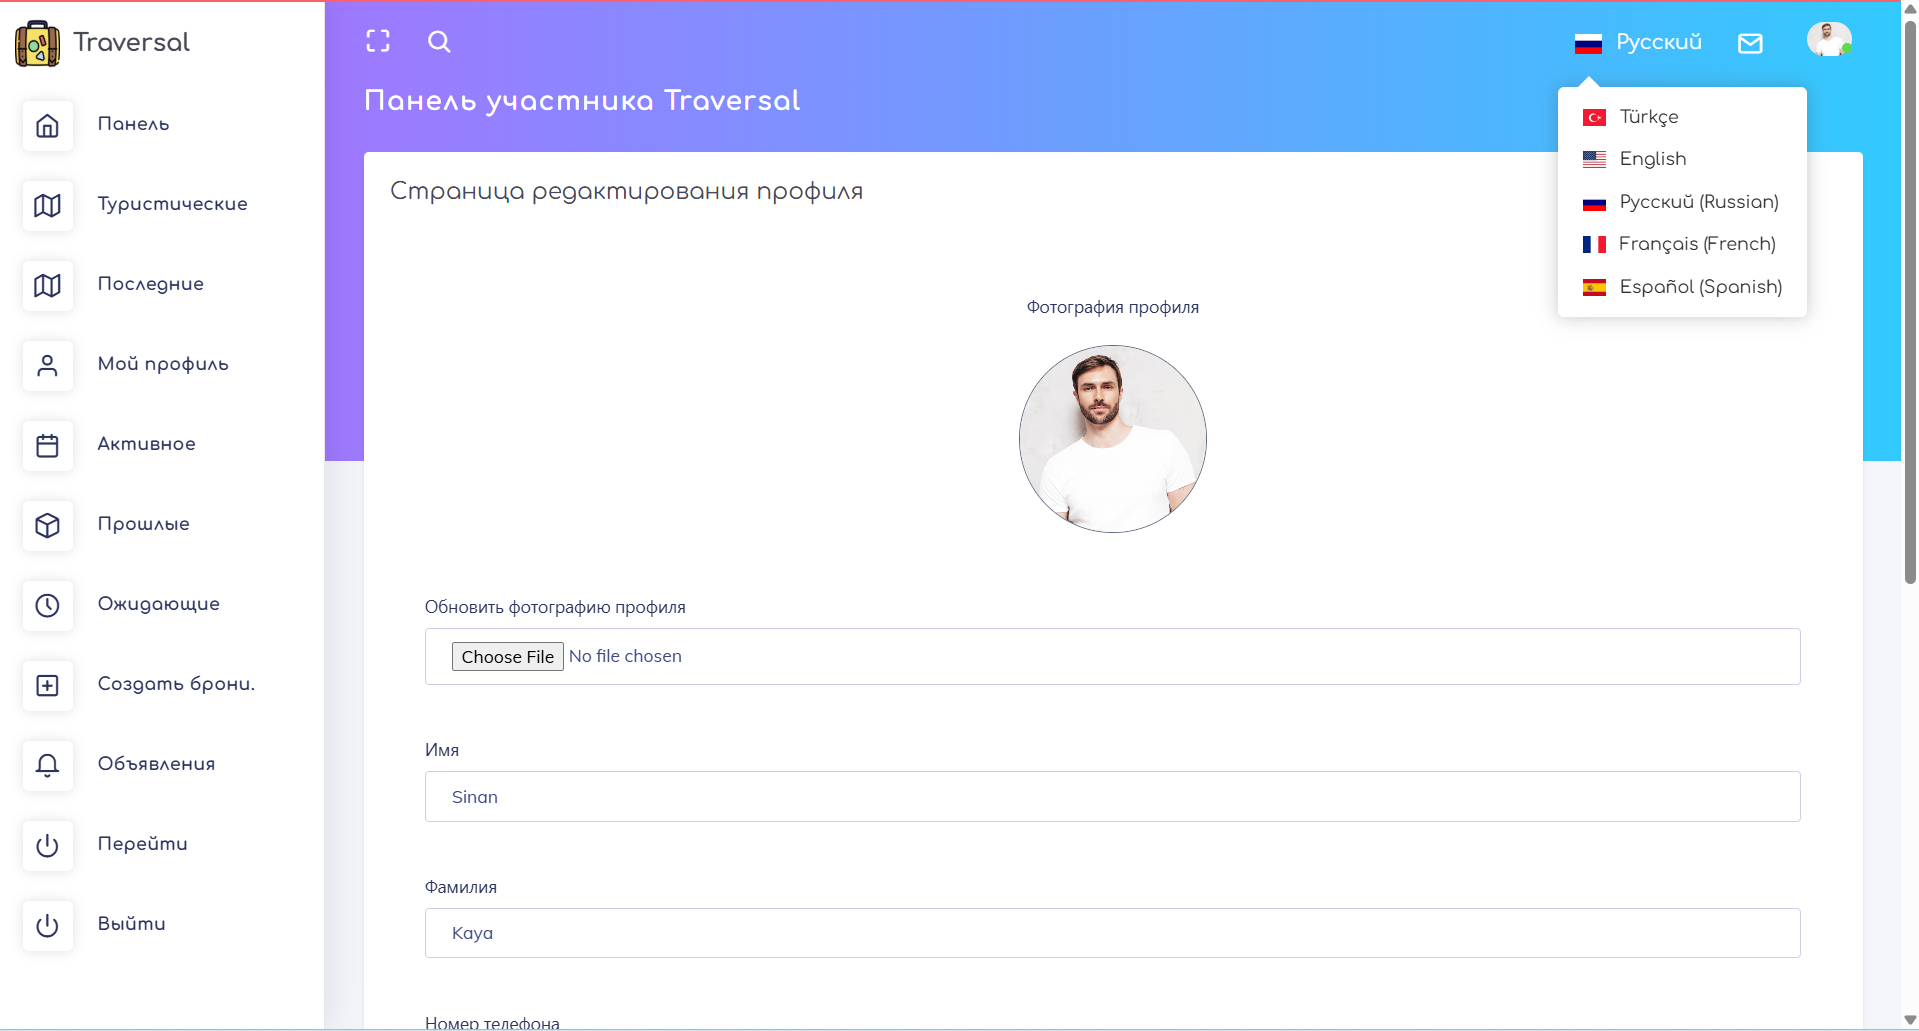 Traversal
Русский
Панель участника Traversal
Türkçe
English
Русский (Russian)
Français (French)
Español (Spanish)
Панель
Туристические
Последние
Мой профиль
Активное
Прошлые
Ожидающие
Создать брони.
Объявления
Перейти
Выйти
Страница редактирования профиля
Фотография профиля
Обновить фотографию профиля
Choose File No file chosen
Имя
Sinan
Фамилия
Kaya
Номер телефона